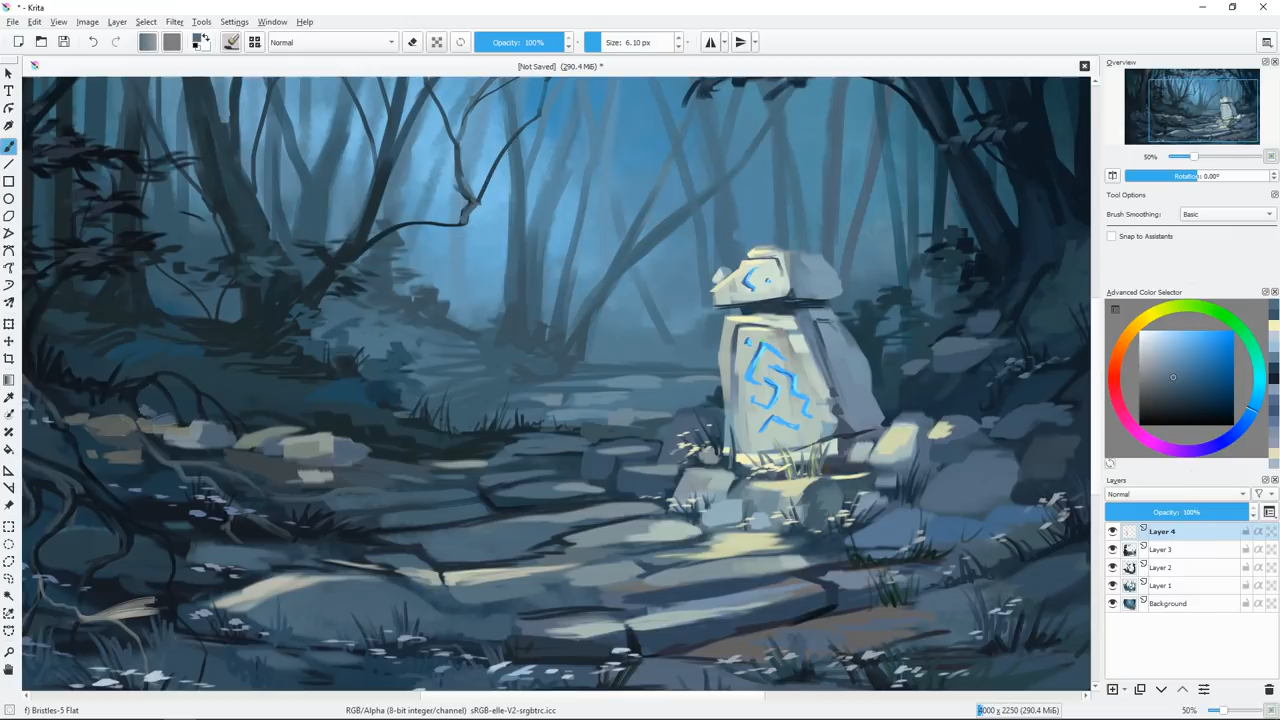 * - Krita
File Edit View Image Layer Select Filter Tools Settings Window Help
Normal Opacity: 100% Size: 6.10 px
[Not Saved] (290.4 MiB) *
Overview
50%
Rotation: 0.00°
Tool Options
Brush Smoothing: Basic
Snap to Assistants
Advanced Color Selector
Layers
Normal
Opacity: 100%
Layer 4
Layer 3
Layer 2
Layer 1
Background
f) Bristles-5 Flat RGB/Alpha (8-bit integer/channel) sRGB-elle-V2-srgbtrc.icc 4000 x 2250 (290.4 MiB) 50%